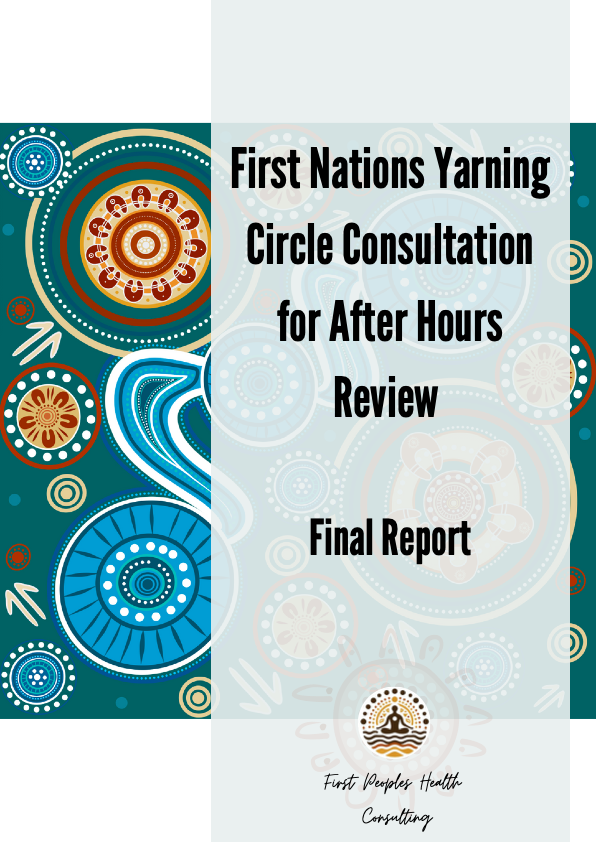 First Nations Yarning
Circle Consultation
for After Hours
Review
Final Report
First Peoples Health
Consulting